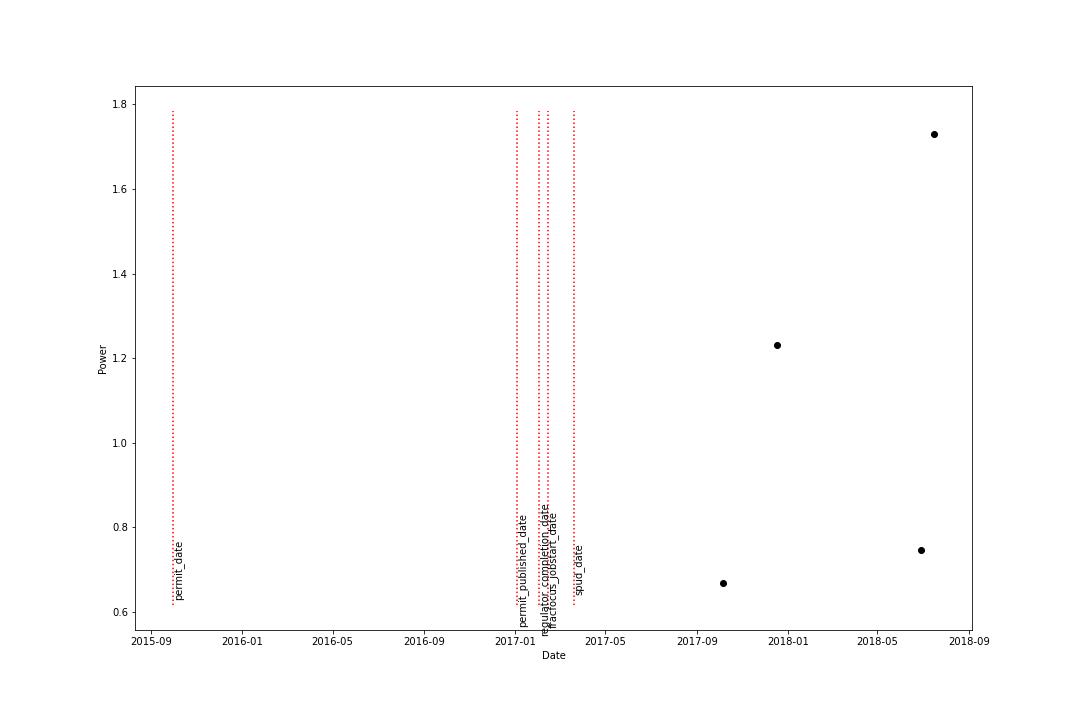 1.8
1.6
1.4
1.2
1.0
0.8
0.6
Power
permit_date
permit_published_date
regulator_completion_date
fracfocus_jobstart_date
spud_date
2015-09
2016-01
2016-05
2016-09
2017-01
2017-05
2017-09
2018-01
2018-05
2018-09
Date